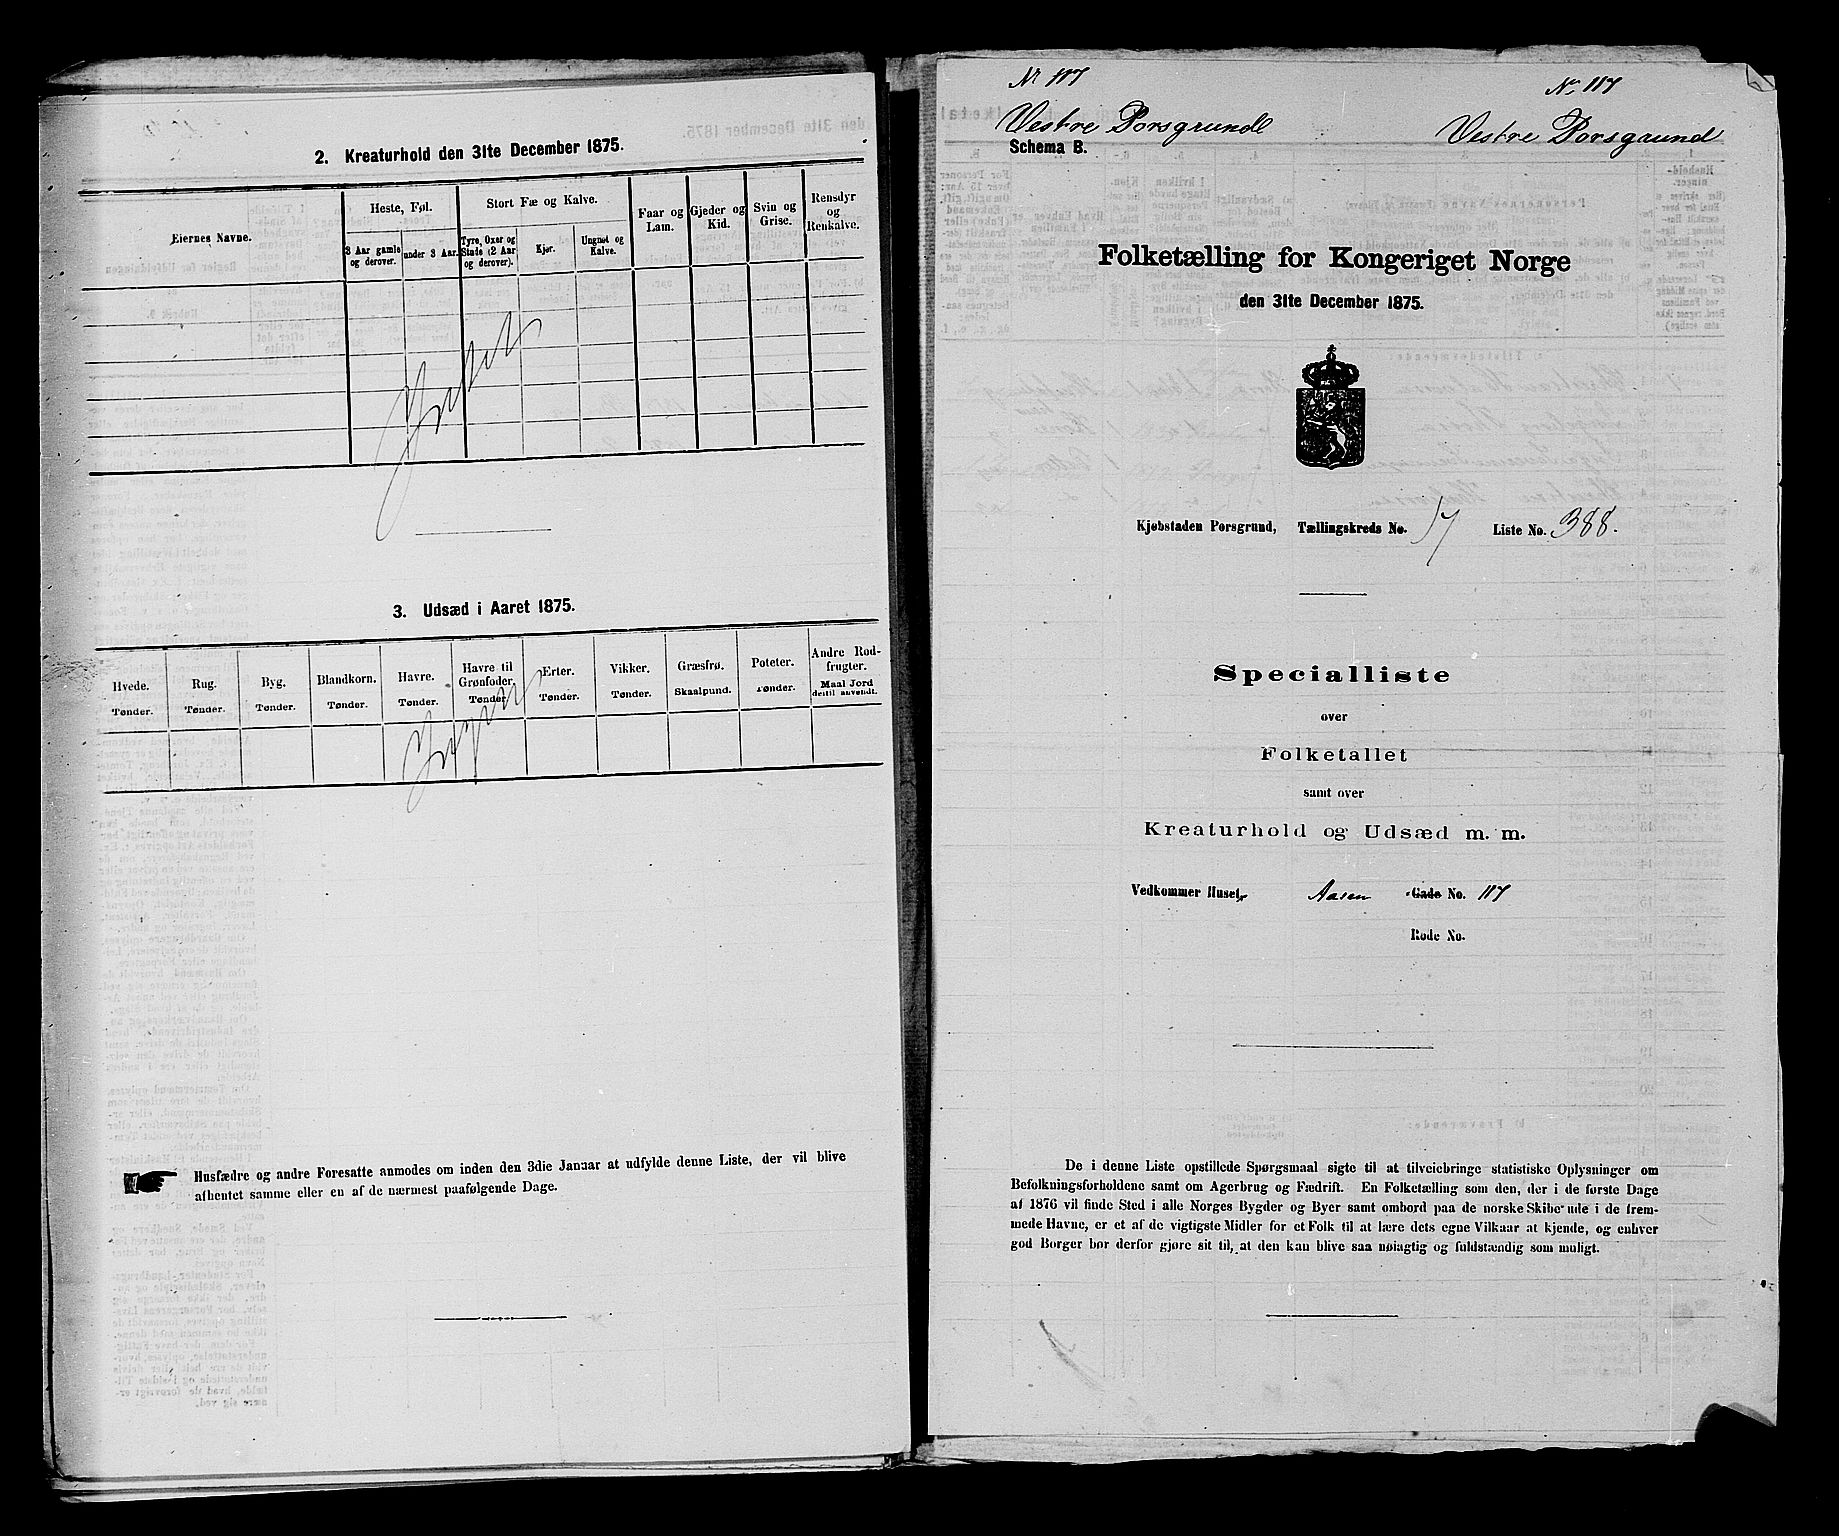 2. Kreaturhold den 31te December 1875.
Eiernes Navne.
Heste, Føl.
3 Aar gamle og derover.
under 3 Aar.
Stort Fæ og Kalve.
Tyre, Oxer og Stude (2 Aar og derover).
Kjør.
Ungnøt og Kalve.
Faar og Lam.
Gjeder og Kid.
Sviu og Grise.
Rensdyr og Renkalve.
3. Udsæd i Aaret 1875.
Hvede. Tønder.
Rug. Tønder.
Byg. Tønder.
Blandkorn. Tønder.
Havre. Tønder.
Havre til Grønfoder. Tønder.
Erter. Tønder.
Vikker. Tønder.
Græsfrø. Skaalpund.
Poteter. Tønder.
Andre Rodfrugter. Maal Jord dertil anvendt.
Husfædre og andre Foresatte anmodes om inden den 3die Januar at udfylde denne Liste, der vil blive
afhentet samme eller en af de nærmest paafølgende Dage.
Nr 117
No. 117
Vestre Porsgrund
Vestre Porsgrund
Schema B.
Folketælling for Kongeriget Norge
den 31te December 1875.
Kjøbstaden Porsgrund, Tællingskreds No. 17 Liste No. 388.
Specialliste
over
Folketallet
samt over
Kreaturhold og Udsæd m. m.
Vedkommer Huset, Aasen Gade No. 117
Rode No.
De i denne Liste opstillede Spørgsmaal sigte til at tilveiebringe statistiske Oplysninger om
Befolkningsforholdene samt om Agerbrug og Fædrift. En Folketælling som den, der i de første Dage
af 1876 vil finde Sted i alle Norges Bygder og Byer samt ombord paa de norske Skibe ude i de frem-
mede Havne, er et af de vigtigste Midler for et Folk til at lære dets egne Vilkaar at kjende, og enhver
god Borger bør derfor gjøre sit til, at den kan blive saa nøiagtig og fuldstændig som muligt.